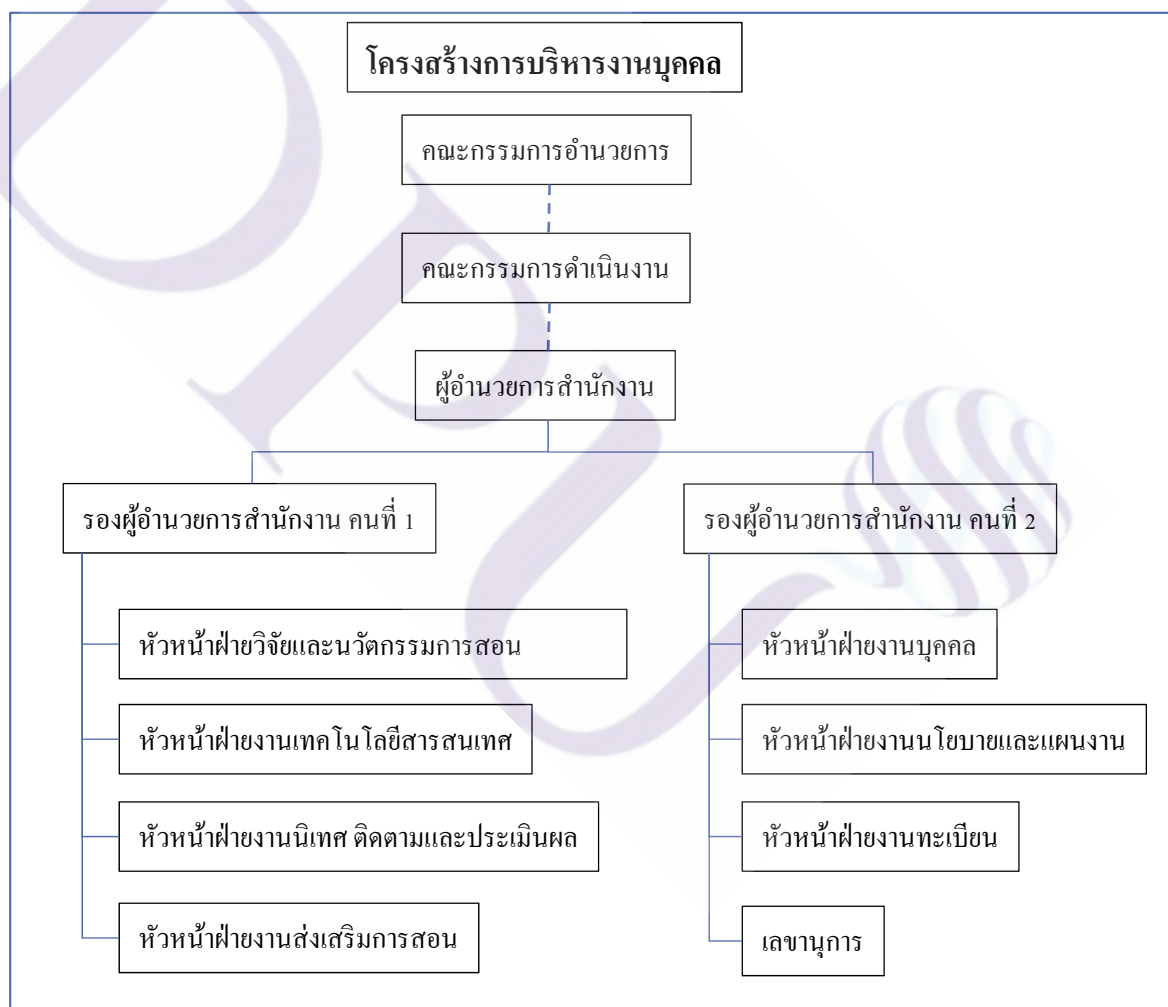 โครงสร้างการบริหารงานบุคคล
คณะกรรมการอำนวยการ
คณะกรรมการดำเนินงาน
ผู้อำนวยการสำนักงาน
รองผู้อำนวยการสำนักงาน คนที่ 1
หัวหน้าฝ่ายวิจัยและนวัตกรรมการสอน
หัวหน้าฝ่ายงานเทคโนโลยีสารสนเทศ
หัวหน้าฝ่ายงานนิเทศ ติดตามและประเมินผล
หัวหน้าฝ่ายงานส่งเสริมการสอน
รองผู้อำนวยการสำนักงาน คนที่ 2
หัวหน้าฝ่ายงานบุคคล
หัวหน้าฝ่ายงานนโยบายและแผนงาน
หัวหน้าฝ่ายงานทะเบียน
เลขานุการ
DPU